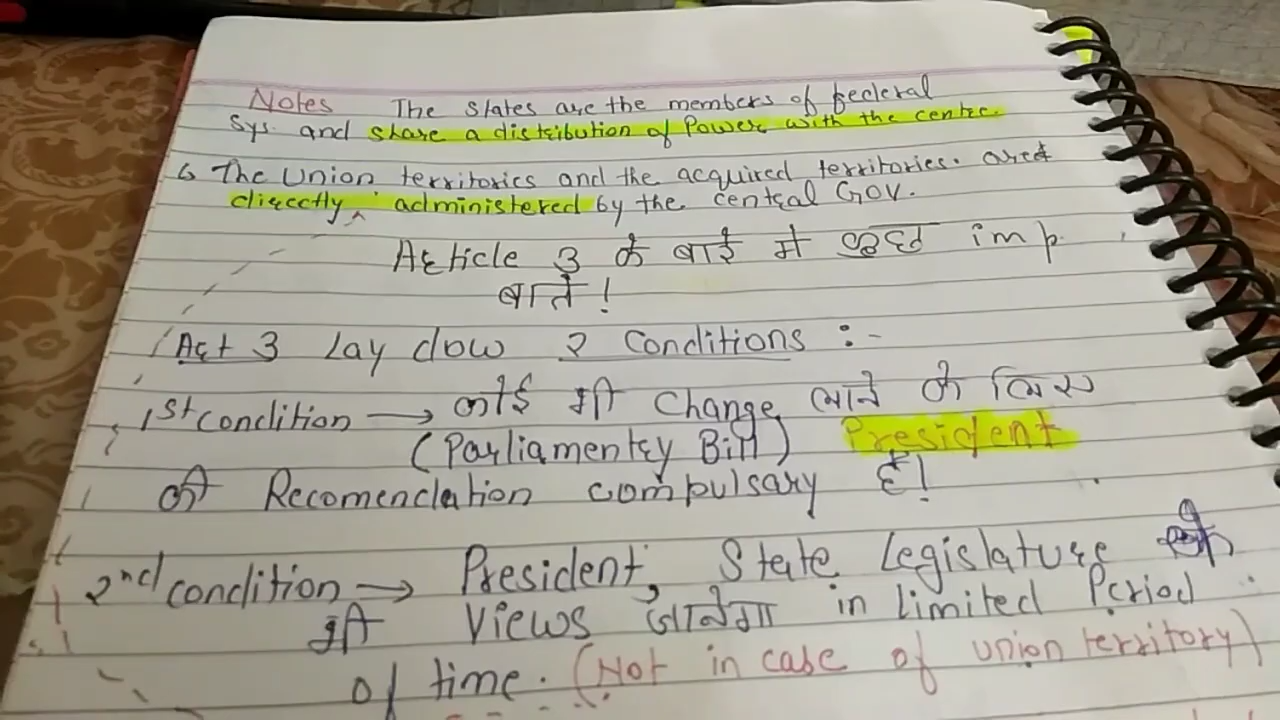 Notes The states are the members of federal
Sys. and share a distribution of Power with the centre.
The Union territories and the acquired territories. are
directly administered by the central Gov.
Article 3 के बारे मे कुछ imp.
बाते!
Act 3 Lay dow 2 Conditions :-
1st condition → कोई भी Change लाने के लिए
(Parliamentry Bill) President
की Recomendation compulsary है!
2nd condition → President, State Legislature की
भी Views जानेगा in limited Period
of time. (Not in case of union territory)